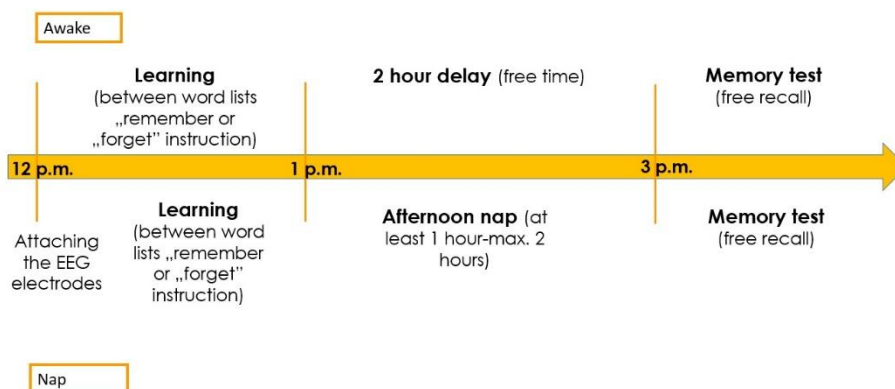 Awake
Learning
(between word lists
„remember or
„forget” instruction)
2 hour delay (free time)
Memory test
(free recall)
12 p.m.
1 p.m.
3 p.m.
Attaching
the EEG
electrodes
Learning
(between word
lists „remember
or „forget”
instruction)
Afternoon nap (at
least 1 hour-max. 2
hours)
Memory test
(free recall)
Nap